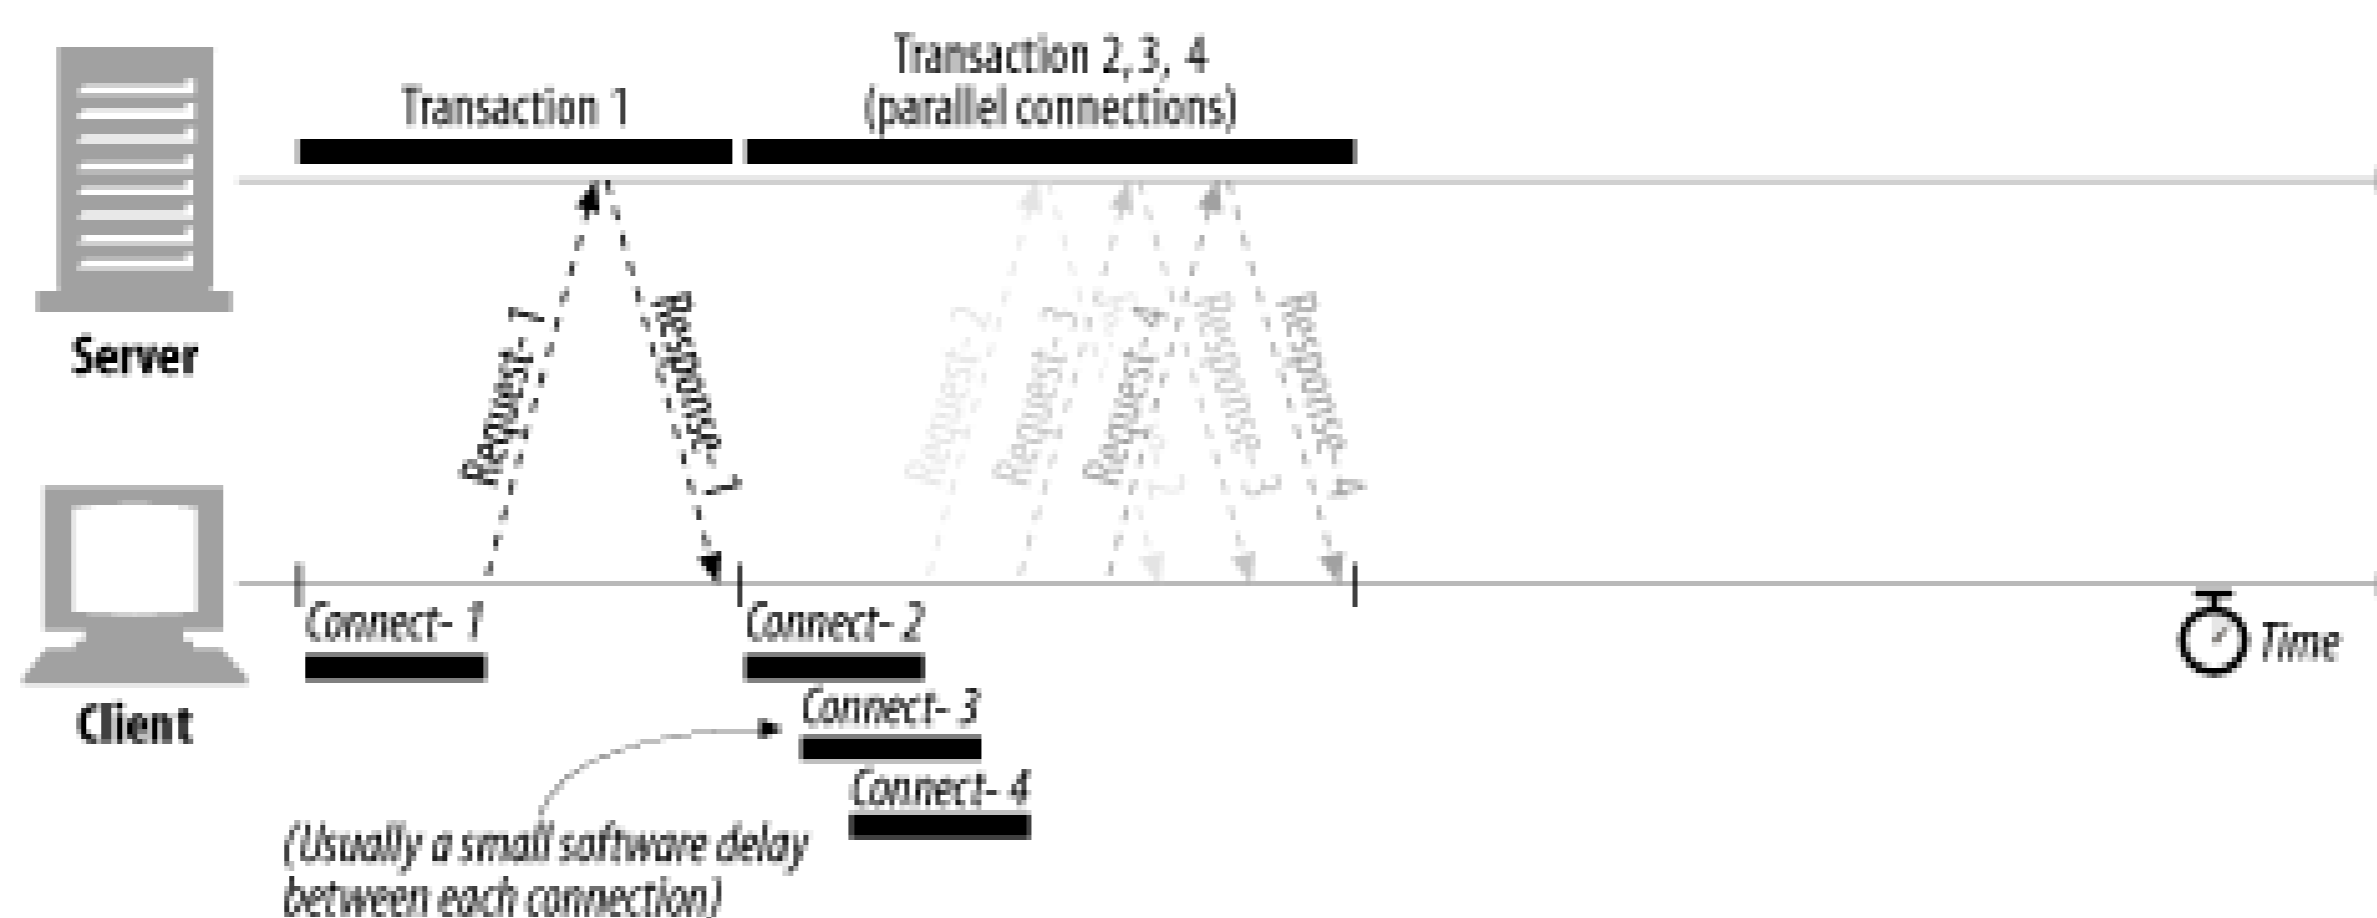 Transaction 1
Transaction 2, 3, 4
(parallel connections)
Server
Request- 1
Response- 1
Request- 2
Request- 3
Request- 4
2
Response- 3
Response- 4
Client
Connect- 1
Connect- 2
Connect- 3
Connect- 4
(Usually a small software delay
between each connection)
Time